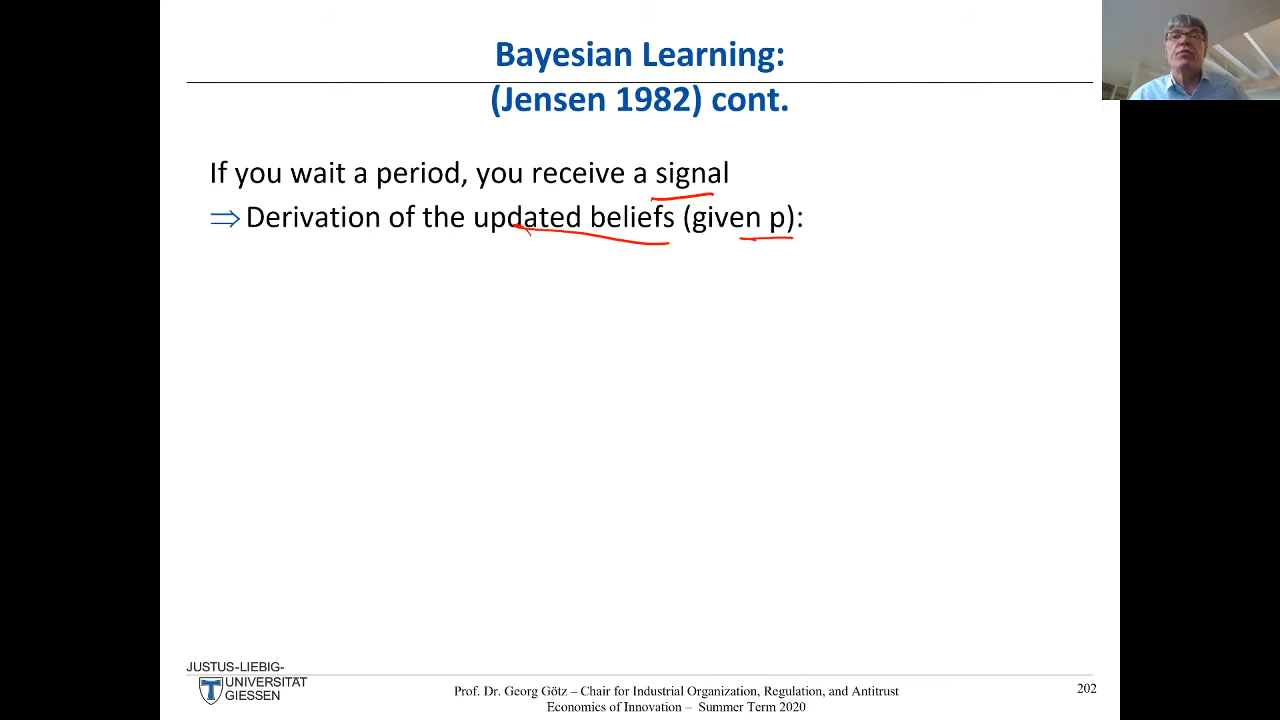 Bayesian Learning:
(Jensen 1982) cont.
If you wait a period, you receive a signal
⇒ Derivation of the updated beliefs (given p):
JUSTUS-LIEBIG-
UNIVERSITÄT
GIESSEN
Prof. Dr. Georg Götz – Chair for Industrial Organization, Regulation, and Antitrust
Economics of Innovation – Summer Term 2020
202